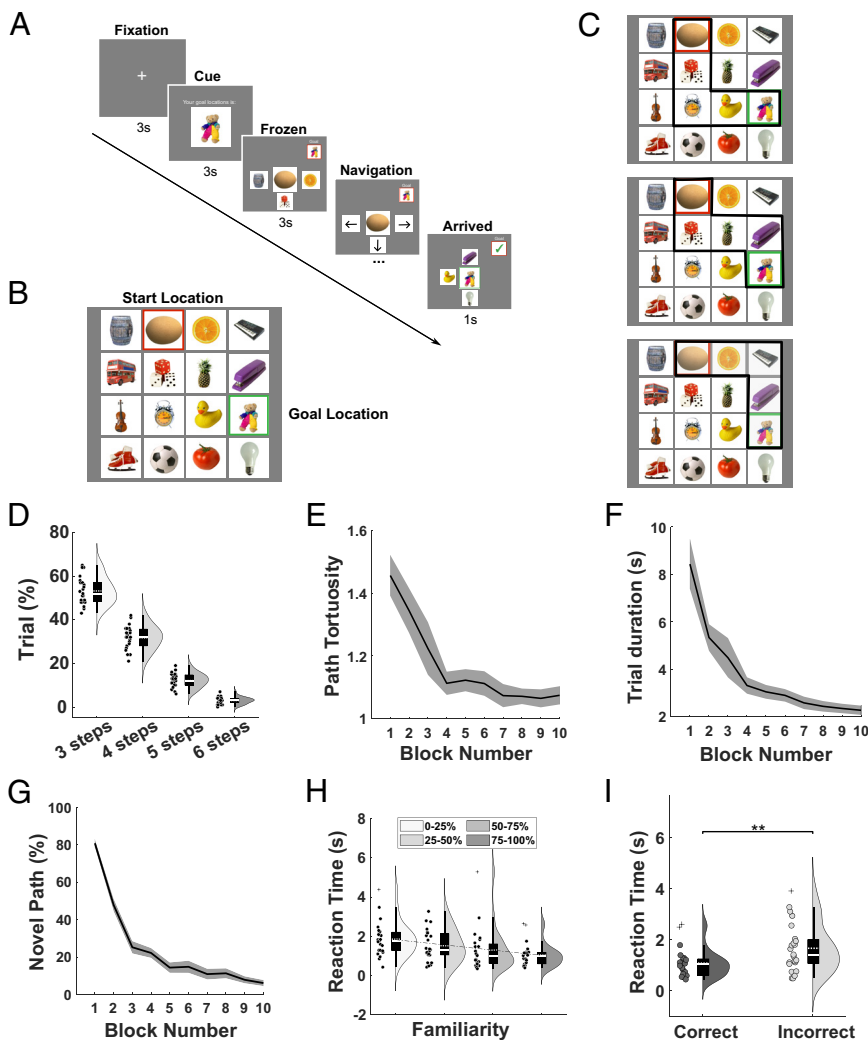 A
Fixation
3s
Cue
Your goal locations is:
3s
Frozen
Goal:
3s
Navigation
Goal:
← →
↓
...
Arrived
Goal:
✓
1s
B
Start Location
Goal Location
C
D
Trial (%)
80
60
40
20
0
3 steps 4 steps 5 steps 6 steps
E
Path Tortuosity
1.6
1.4
1.2
1
1 2 3 4 5 6 7 8 9 10
Block Number
F
Trial duration (s)
10
8
6
4
2
1 2 3 4 5 6 7 8 9 10
Block Number
G
Novel Path (%)
100
80
60
40
20
0
1 2 3 4 5 6 7 8 9 10
Block Number
H
Reaction Time (s)
8
6
4
2
0
-2
0-25% 50-75%
25-50% 75-100%
Familiarity
I
Reaction Time (s)
6
4
2
0
**
Correct Incorrect